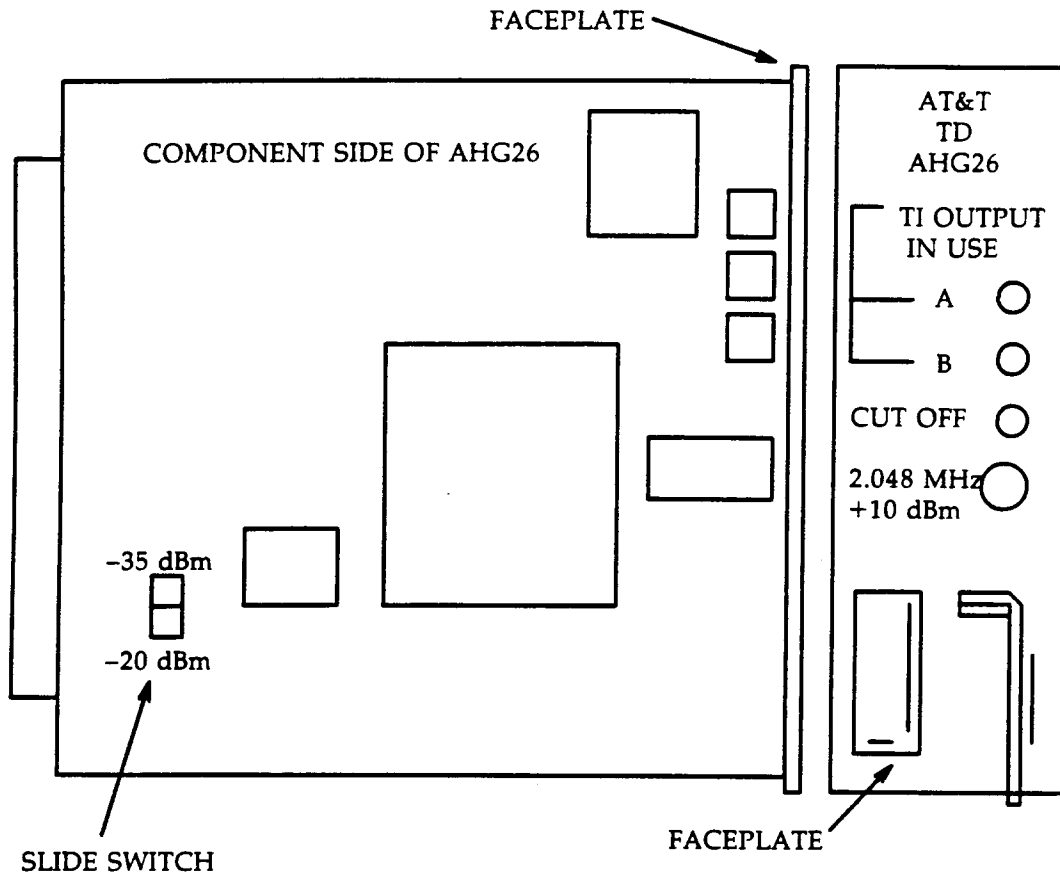 FACEPLATE
COMPONENT SIDE OF AHG26
AT&T
TD
AHG26
TI OUTPUT
IN USE
A
B
CUT OFF
2.048 MHz
+10 dBm
–35 dBm
–20 dBm
SLIDE SWITCH
FACEPLATE